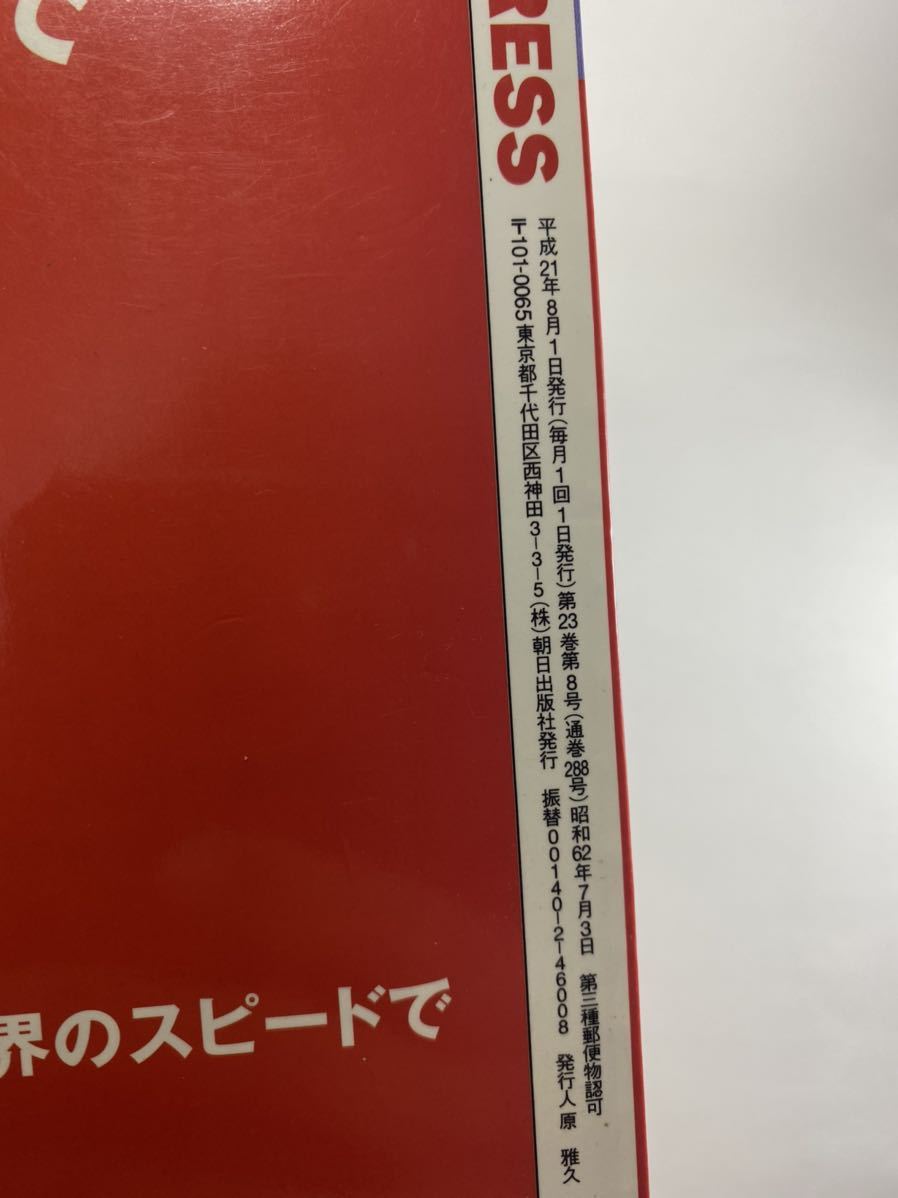 て
RESS
平成21年8月1日発行(毎月1回1日発行)第23巻第8号(通巻288号)昭和62年7月3日 第三種郵便物認可
〒101-0065 東京都千代田区西神田3-3-5(株)朝日出版社発行 振替00140-2-46008 発行人 原 雅久
界のスピードで